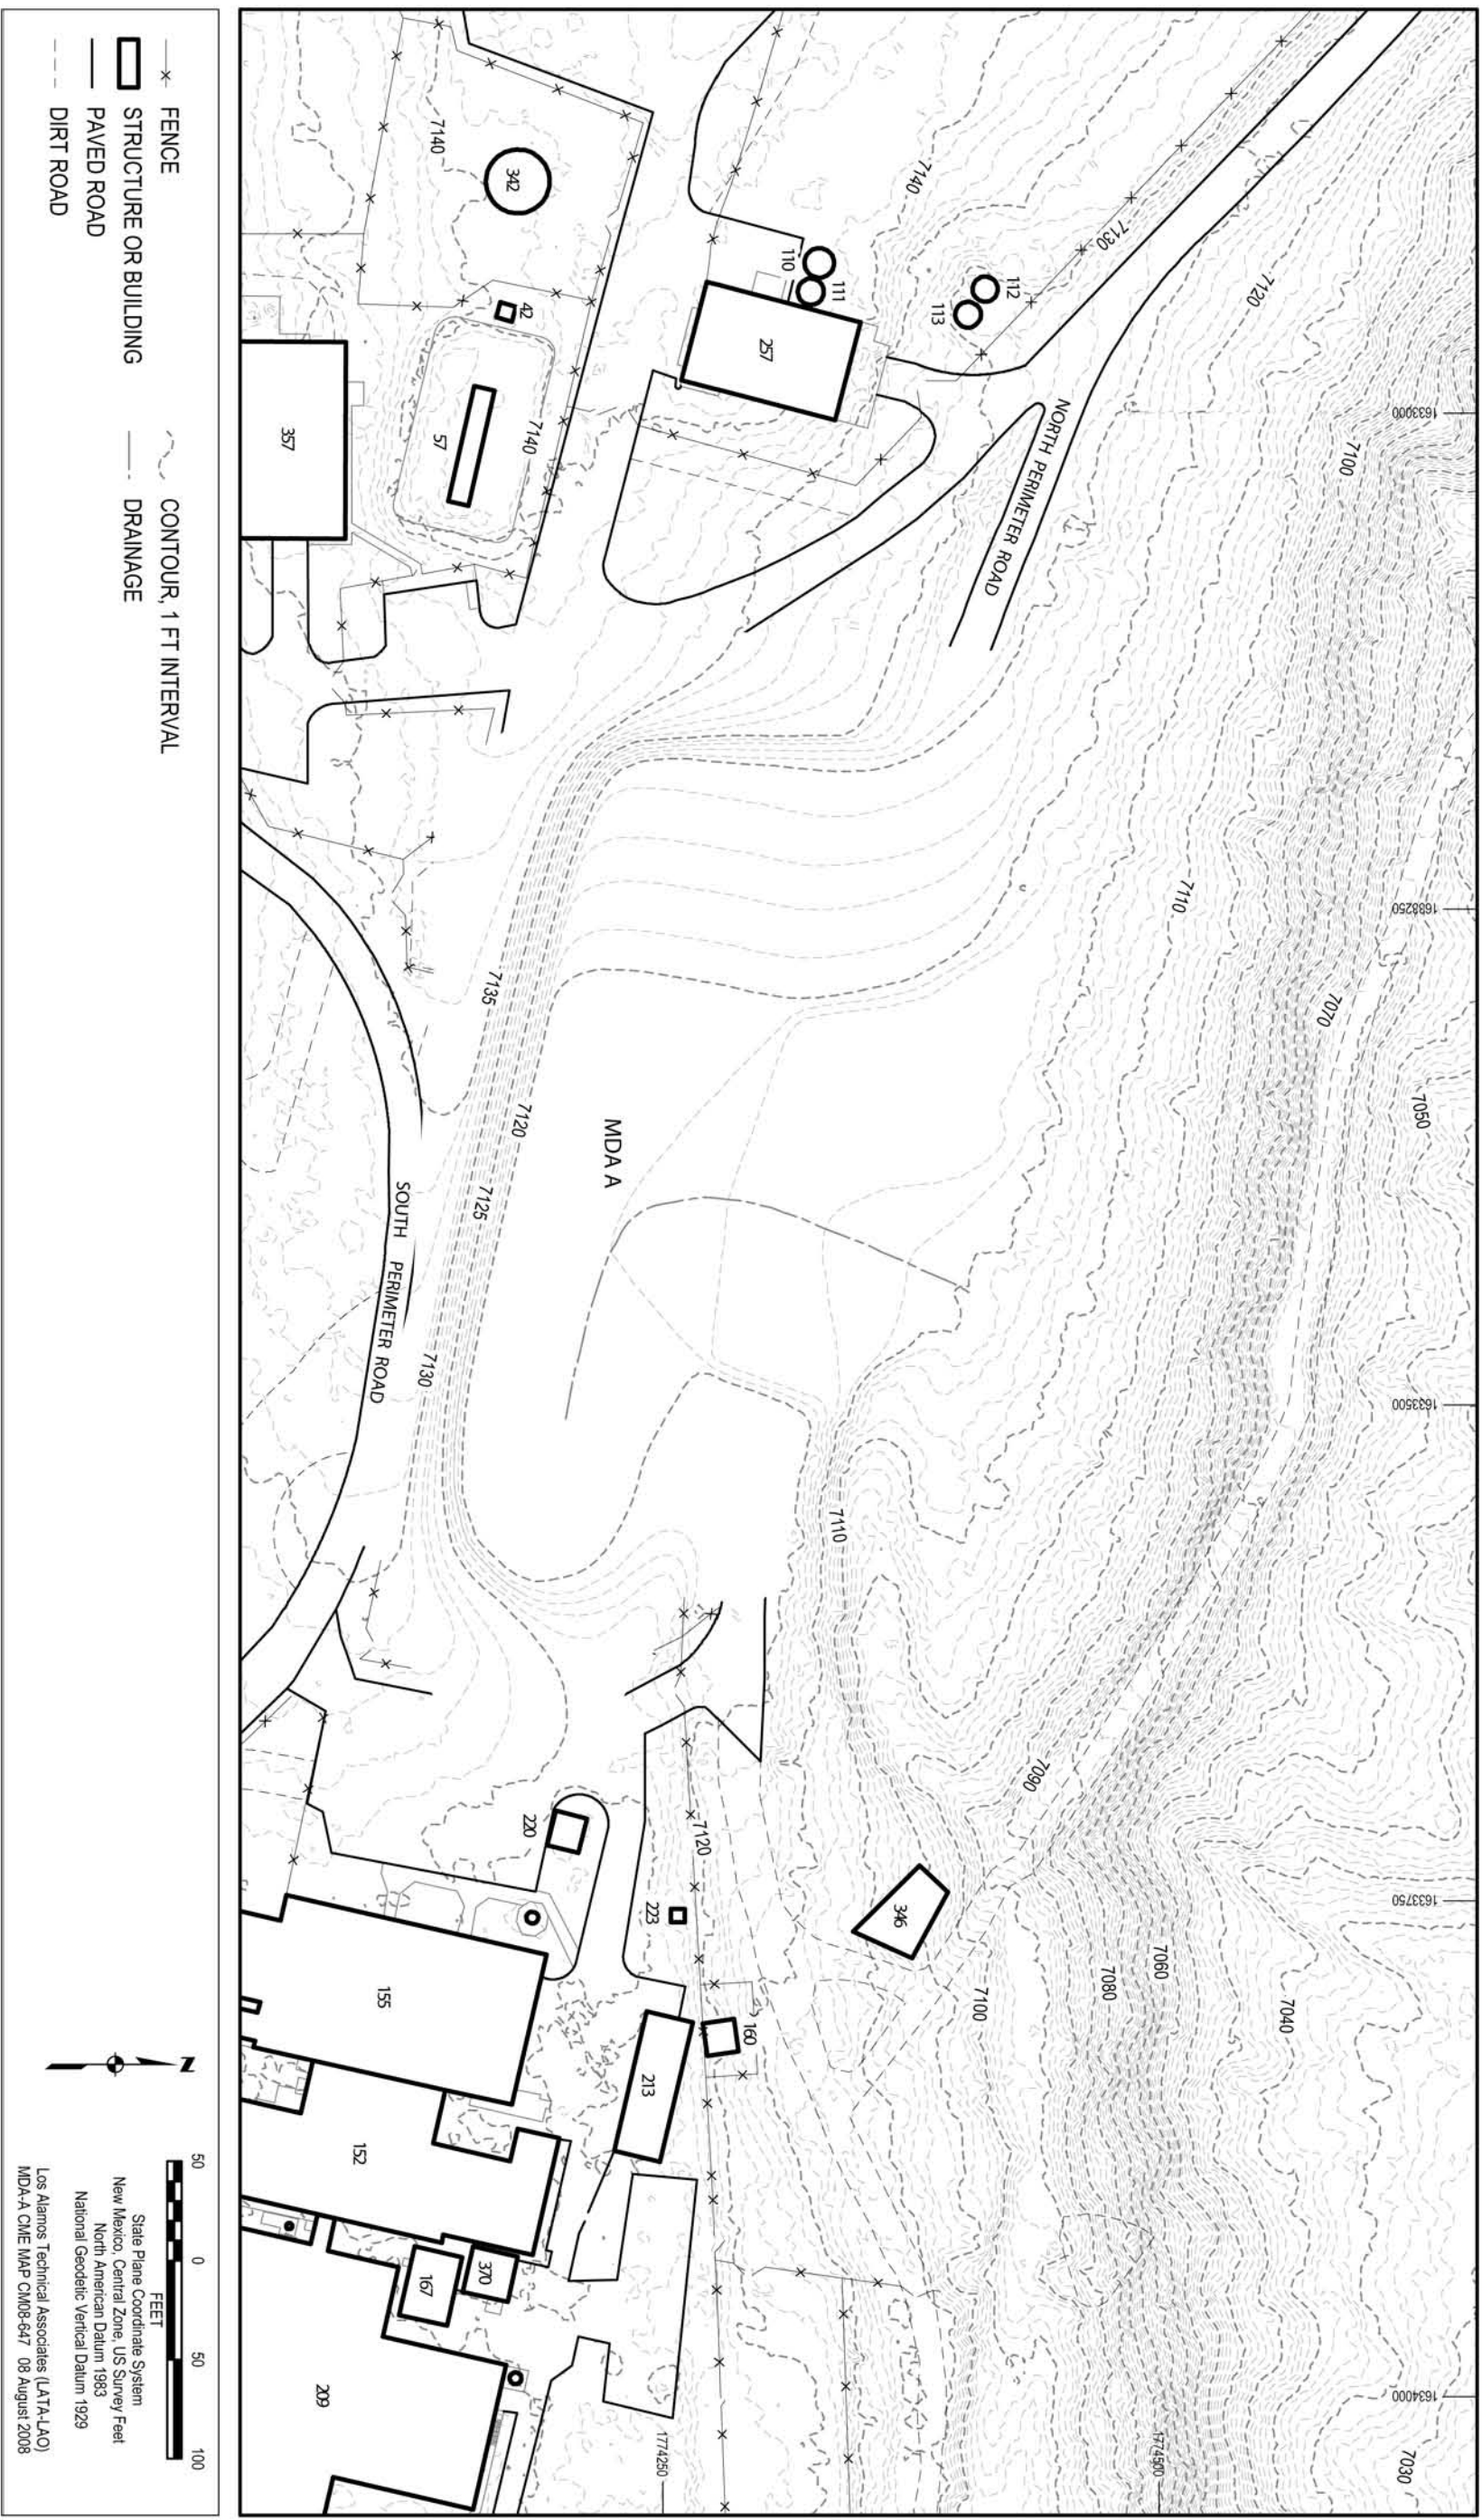 1633000
1633250
1633500
1633750
1634000
1774500
1774250
7050
7070
7100
7040
7030
7060
7080
7120
7110
7090
7100
7130
NORTH PERIMETER ROAD
7140
112
113
346
7110
110
111
257
160
7120
223
213
MDA A
7140
7120
220
42
342
7135
370
57
7125
7140
7130
167
SOUTH PERIMETER ROAD
155
152
209
357
FENCE
STRUCTURE OR BUILDING
PAVED ROAD
DIRT ROAD
CONTOUR, 1 FT INTERVAL
DRAINAGE
N
50 0 50 100
FEET
State Plane Coordinate System
New Mexico, Central Zone, US Survey Feet
North American Datum 1983
National Geodetic Vertical Datum 1929
Los Alamos Technical Associates (LATA-LAO)
MDA-A CME MAP CM08-647 08 August 2008